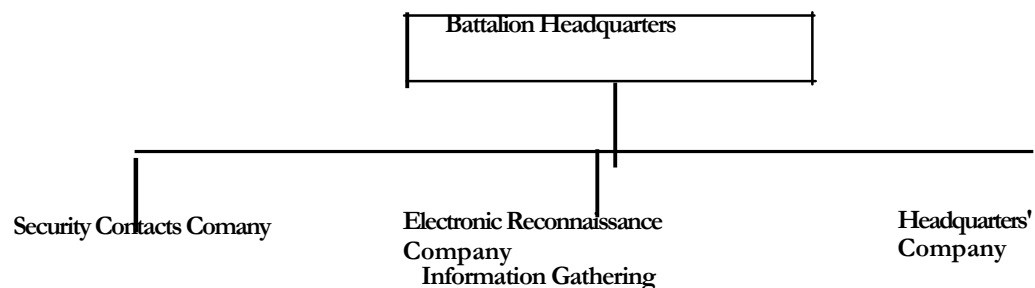 Battalion Headquarters
Security Contacts Comany
Electronic Reconnaissance
Company
Information Gathering
Headquarters'
Company